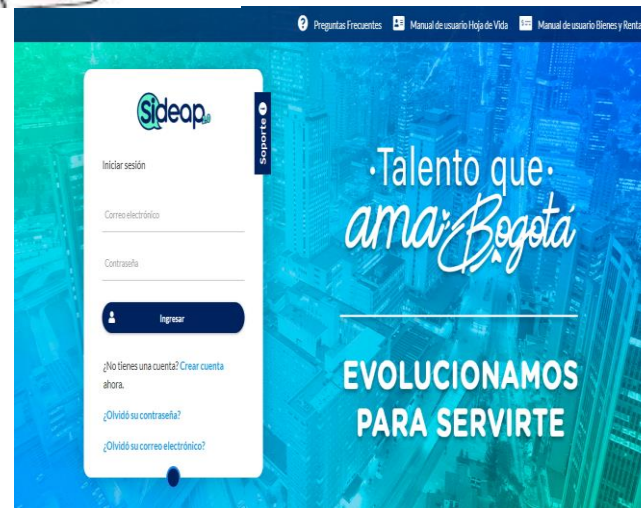 Preguntas Frecuentes
Manual de usuario Hoja de Vida
Manual de usuario Bienes y Renta
Sideap
Soporte
Iniciar sesión
Correo electrónico
Contraseña
Ingresar
¿No tienes una cuenta? Crear cuenta
ahora.
¿Olvidó su contraseña?
¿Olvidó su correo electrónico?
·Talento que·
ama Bogotá
EVOLUCIONAMOS
PARA SERVIRTE